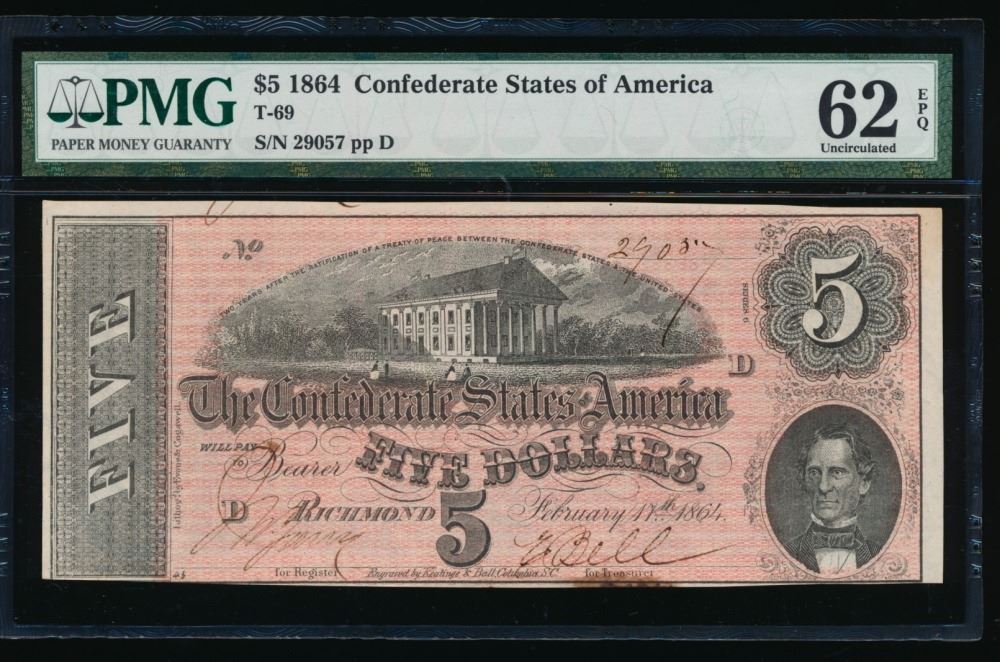 PMG
PAPER MONEY GUARANTY
$5 1864 Confederate States of America
T-69
S/N 29057 pp D
62 EPQ
Uncirculated
No 29057
TWO YEARS AFTER THE RATIFICATION OF A TREATY OF PEACE BETWEEN THE CONFEDERATE STATES & THE UNITED STATES
SERIES 6
5
D
FIVE
The Confederate States of America
WILL PAY
FIVE DOLLARS.
Bearer
D
RICHMOND
5
February 17th 1864.
for Register
Engraved by Keatinge & Ball, Columbia, S.C.
for Treasurer